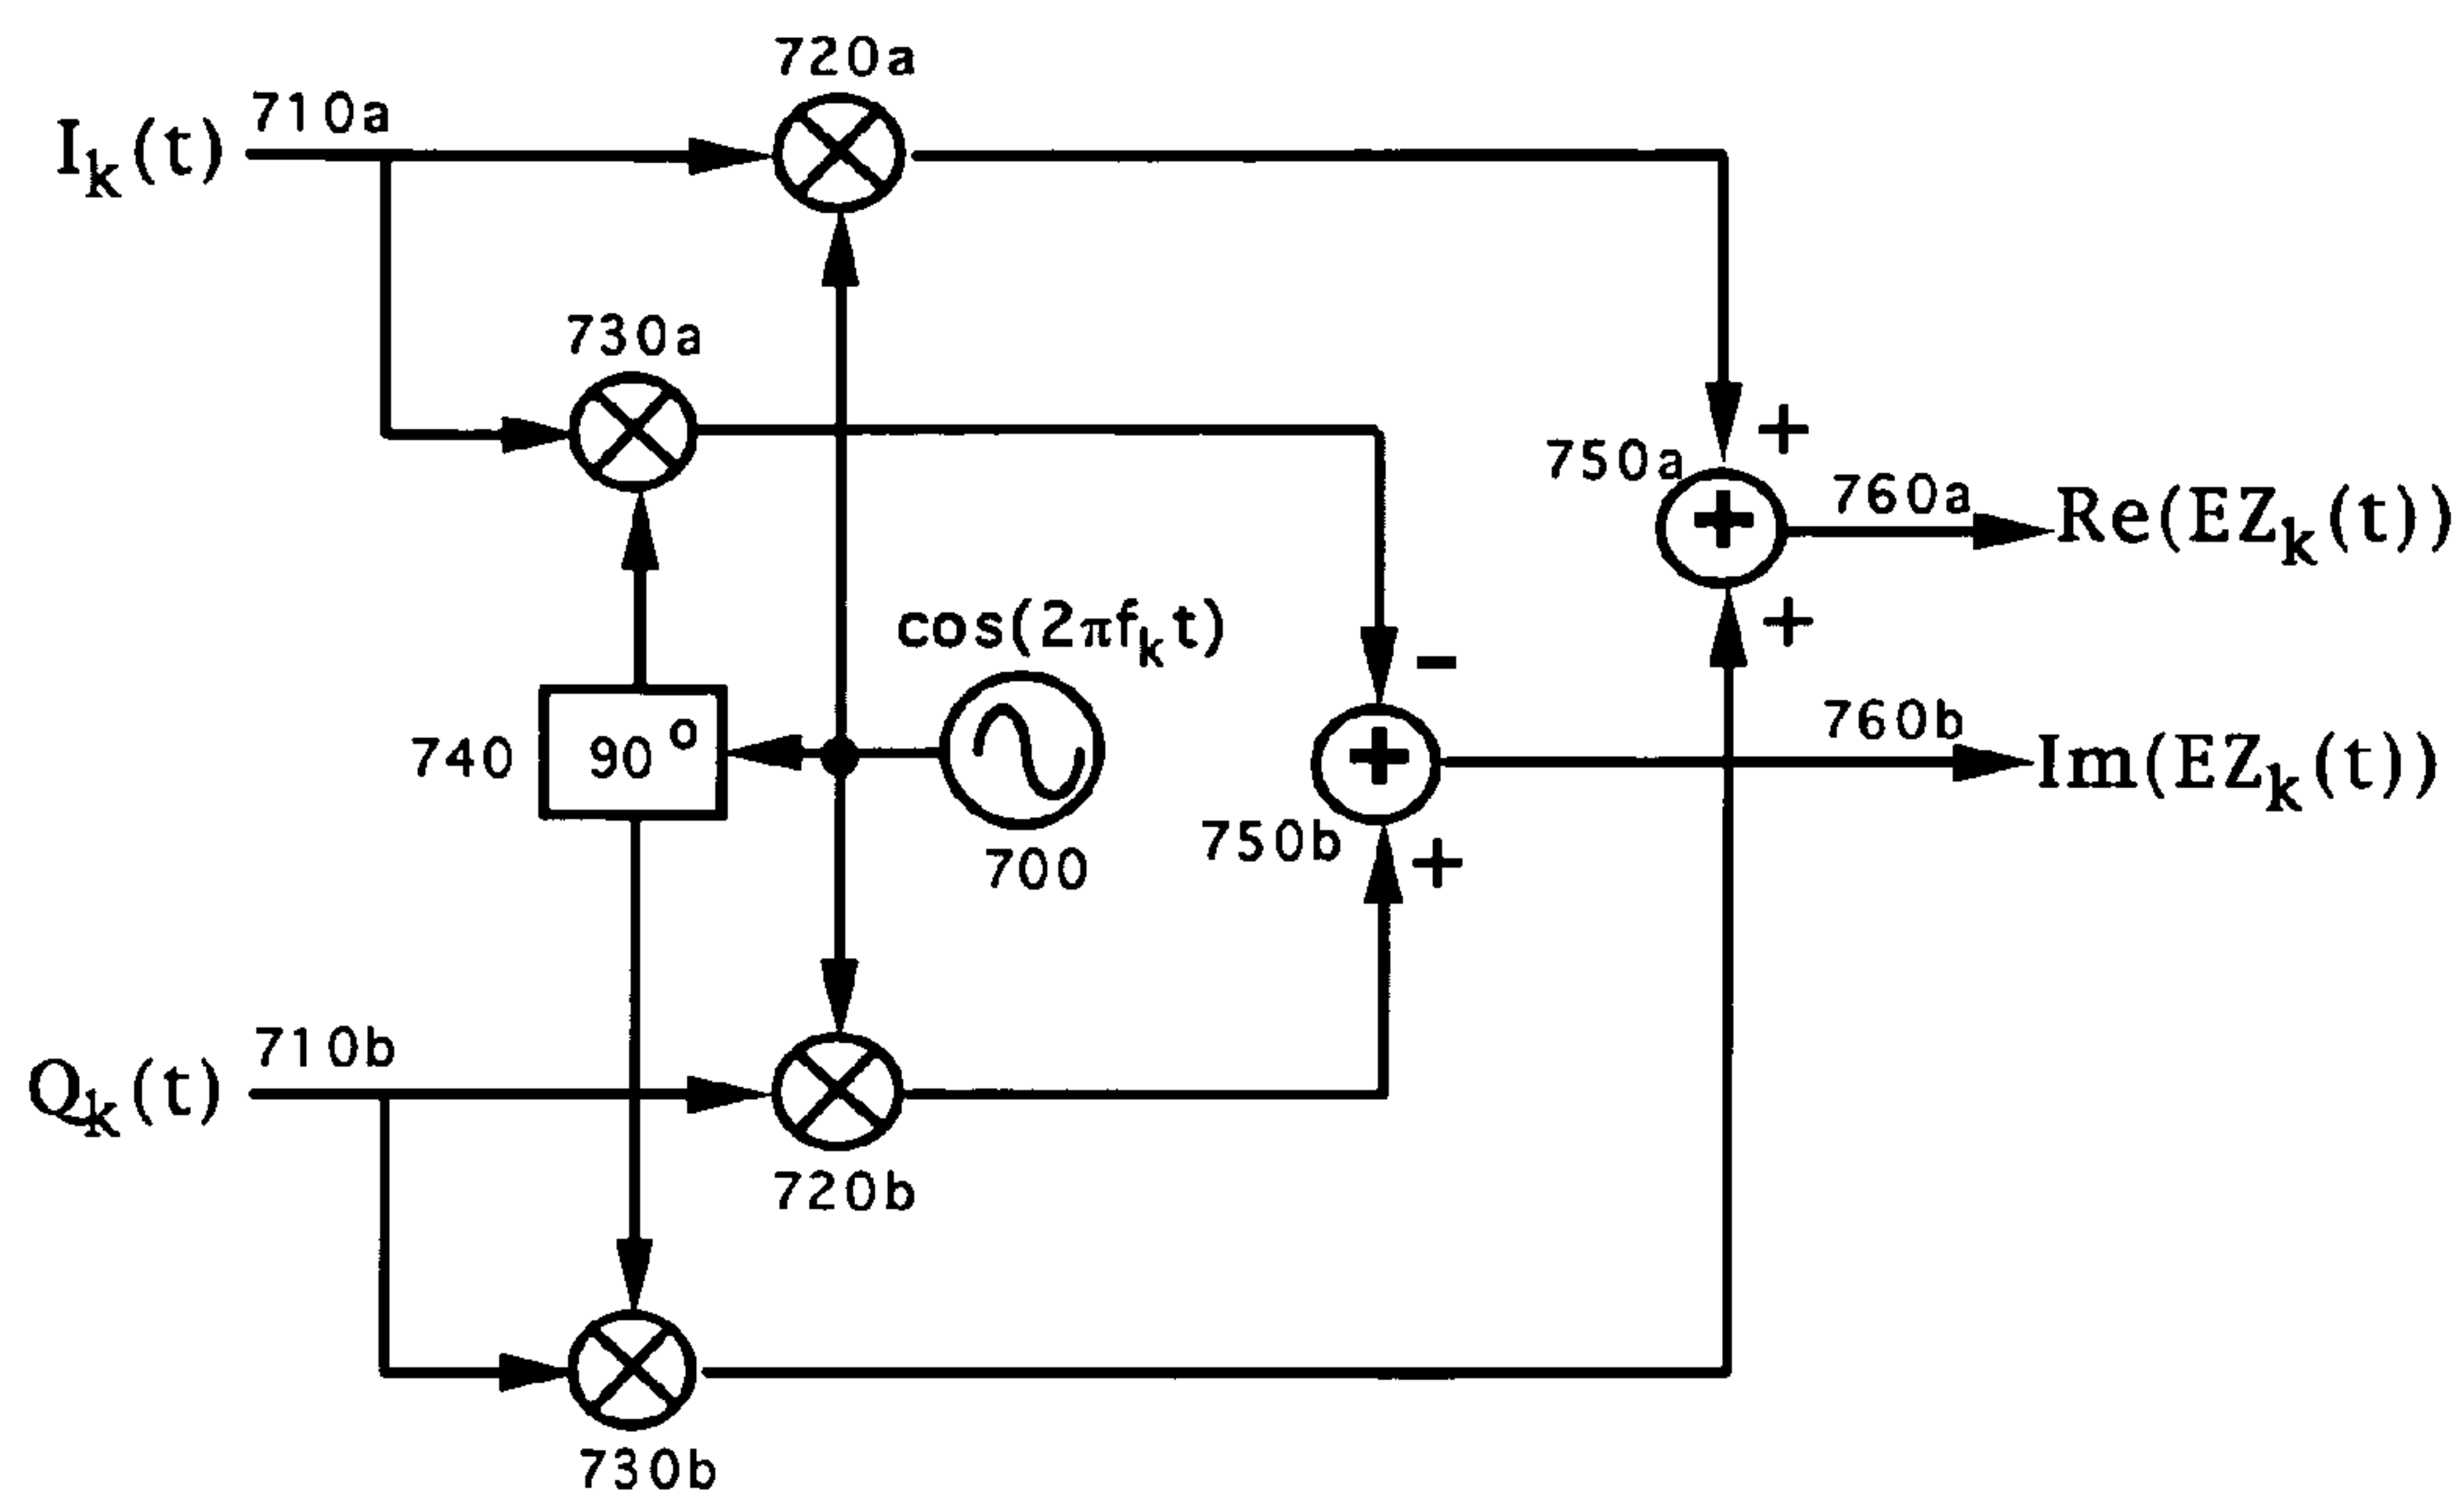 720a
710a
I_k(t)
730a
+
750a
760a
Re(EZ_k(t))
cos(2πf_kt)
+
-
760b
740
90°
Im(EZ_k(t))
750b
+
700
710b
Q_k(t)
720b
730b